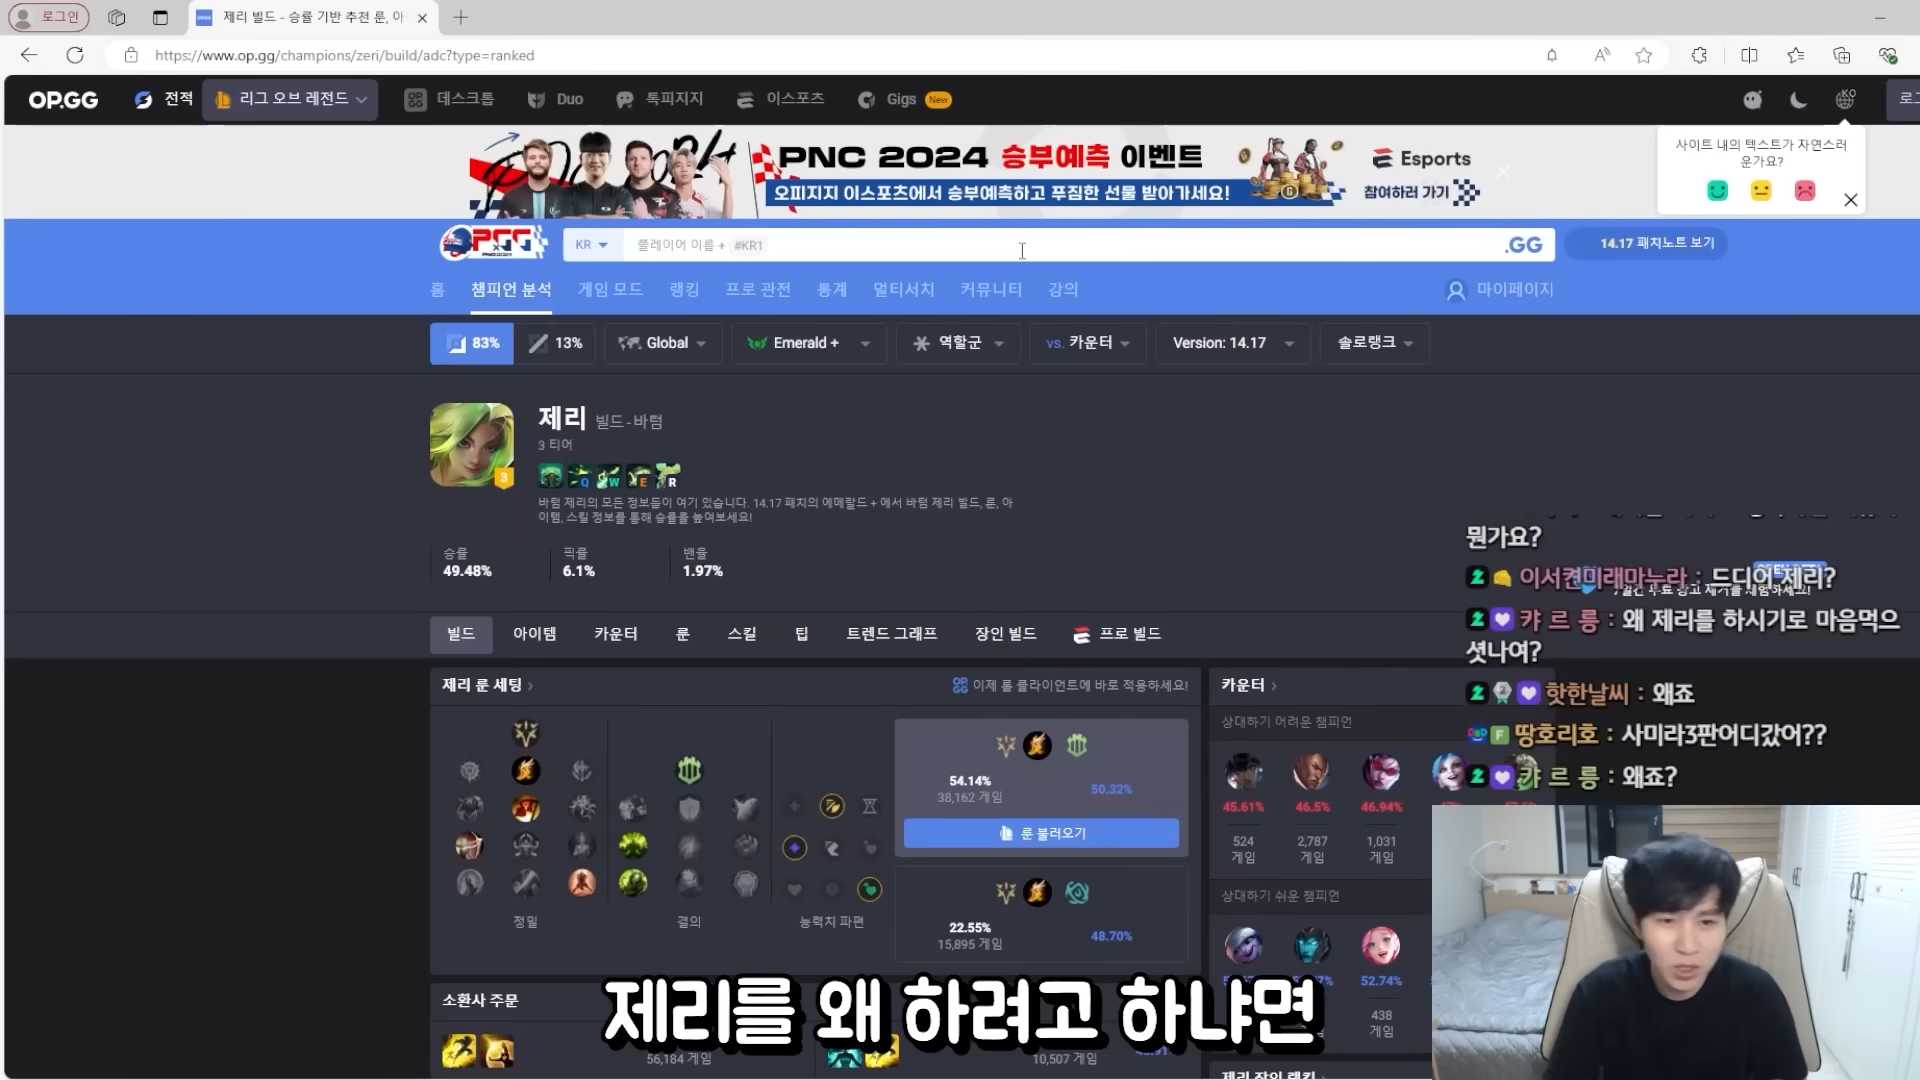 로그인
제리 빌드 - 승률 기반 추천 룬, 아
https://www.op.gg/champions/zeri/build/adc?type=ranked
OP.GG 전적 리그 오브 레전드 데스크톱 Duo 톡피지지 이스포츠 Gigs New KO
PNC 2024 승부예측 이벤트
오피지지 이스포츠에서 승부예측하고 푸짐한 선물 받아가세요!
Esports
참여하러 가기
사이트 내의 텍스트가 자연스러
운가요?
KR 플레이어 이름 + #KR1 .GG 14.17 패치노트 보기
홈 챔피언 분석 게임 모드 랭킹 프로 관전 통계 멀티서치 커뮤니티 강의 마이페이지
83% 13% Global Emerald + 역할군 vs. 카운터 Version: 14.17 솔로랭크
제리 빌드 - 바텀
3 티어
3
Q W E R
바텀 제리의 모든 정보들이 여기 있습니다. 14.17 패치의 에메랄드 + 에서 바텀 제리 빌드, 룬, 아
이템, 스킬 정보를 통해 승률을 높여보세요!
승률 픽률 밴율
49.48% 6.1% 1.97%
빌드 아이템 카운터 룬 스킬 팁 트렌드 그래프 장인 빌드 프로 빌드
제리 룬 세팅
이제 롤 클라이언트에 바로 적용하세요!
54.14%
38,162 게임
50.32%
룬 불러오기
22.55%
15,895 게임
48.70%
정밀 결의 능력치 파편
소환사 주문
56,184 게임
10,507 게임
카운터
상대하기 어려운 챔피언
45.61% 46.5% 46.94%
524 2,787 1,031
게임 게임 게임
상대하기 쉬운 챔피언
52.74%
438
게임
제리 장인 랭킹
뭔가요?
이서켠미래마누라 : 드디어 제리?
캬 르 릉 : 왜 제리를 하시기로 마음먹으
셧나여?
핫한날씨 : 왜죠
땅호리호 : 사미라3판어디갔어??
캬 르 릉 : 왜죠?
제리를 왜 하려고 하냐면